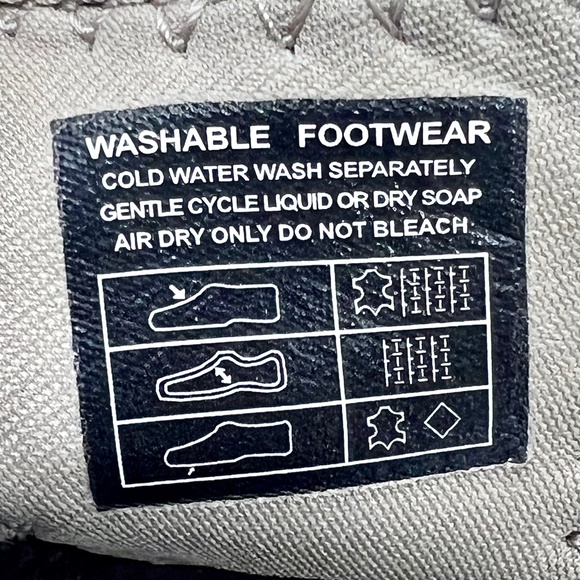 WASHABLE FOOTWEAR
COLD WATER WASH SEPARATELY
GENTLE CYCLE LIQUID OR DRY SOAP
AIR DRY ONLY DO NOT BLEACH